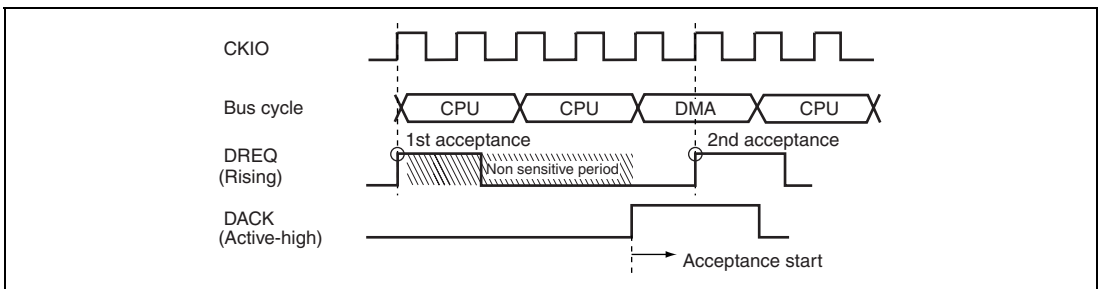 CKIO
Bus cycle
CPU
CPU
DMA
CPU
1st acceptance
2nd acceptance
DREQ
(Rising)
Non sensitive period
DACK
(Active-high)
Acceptance start